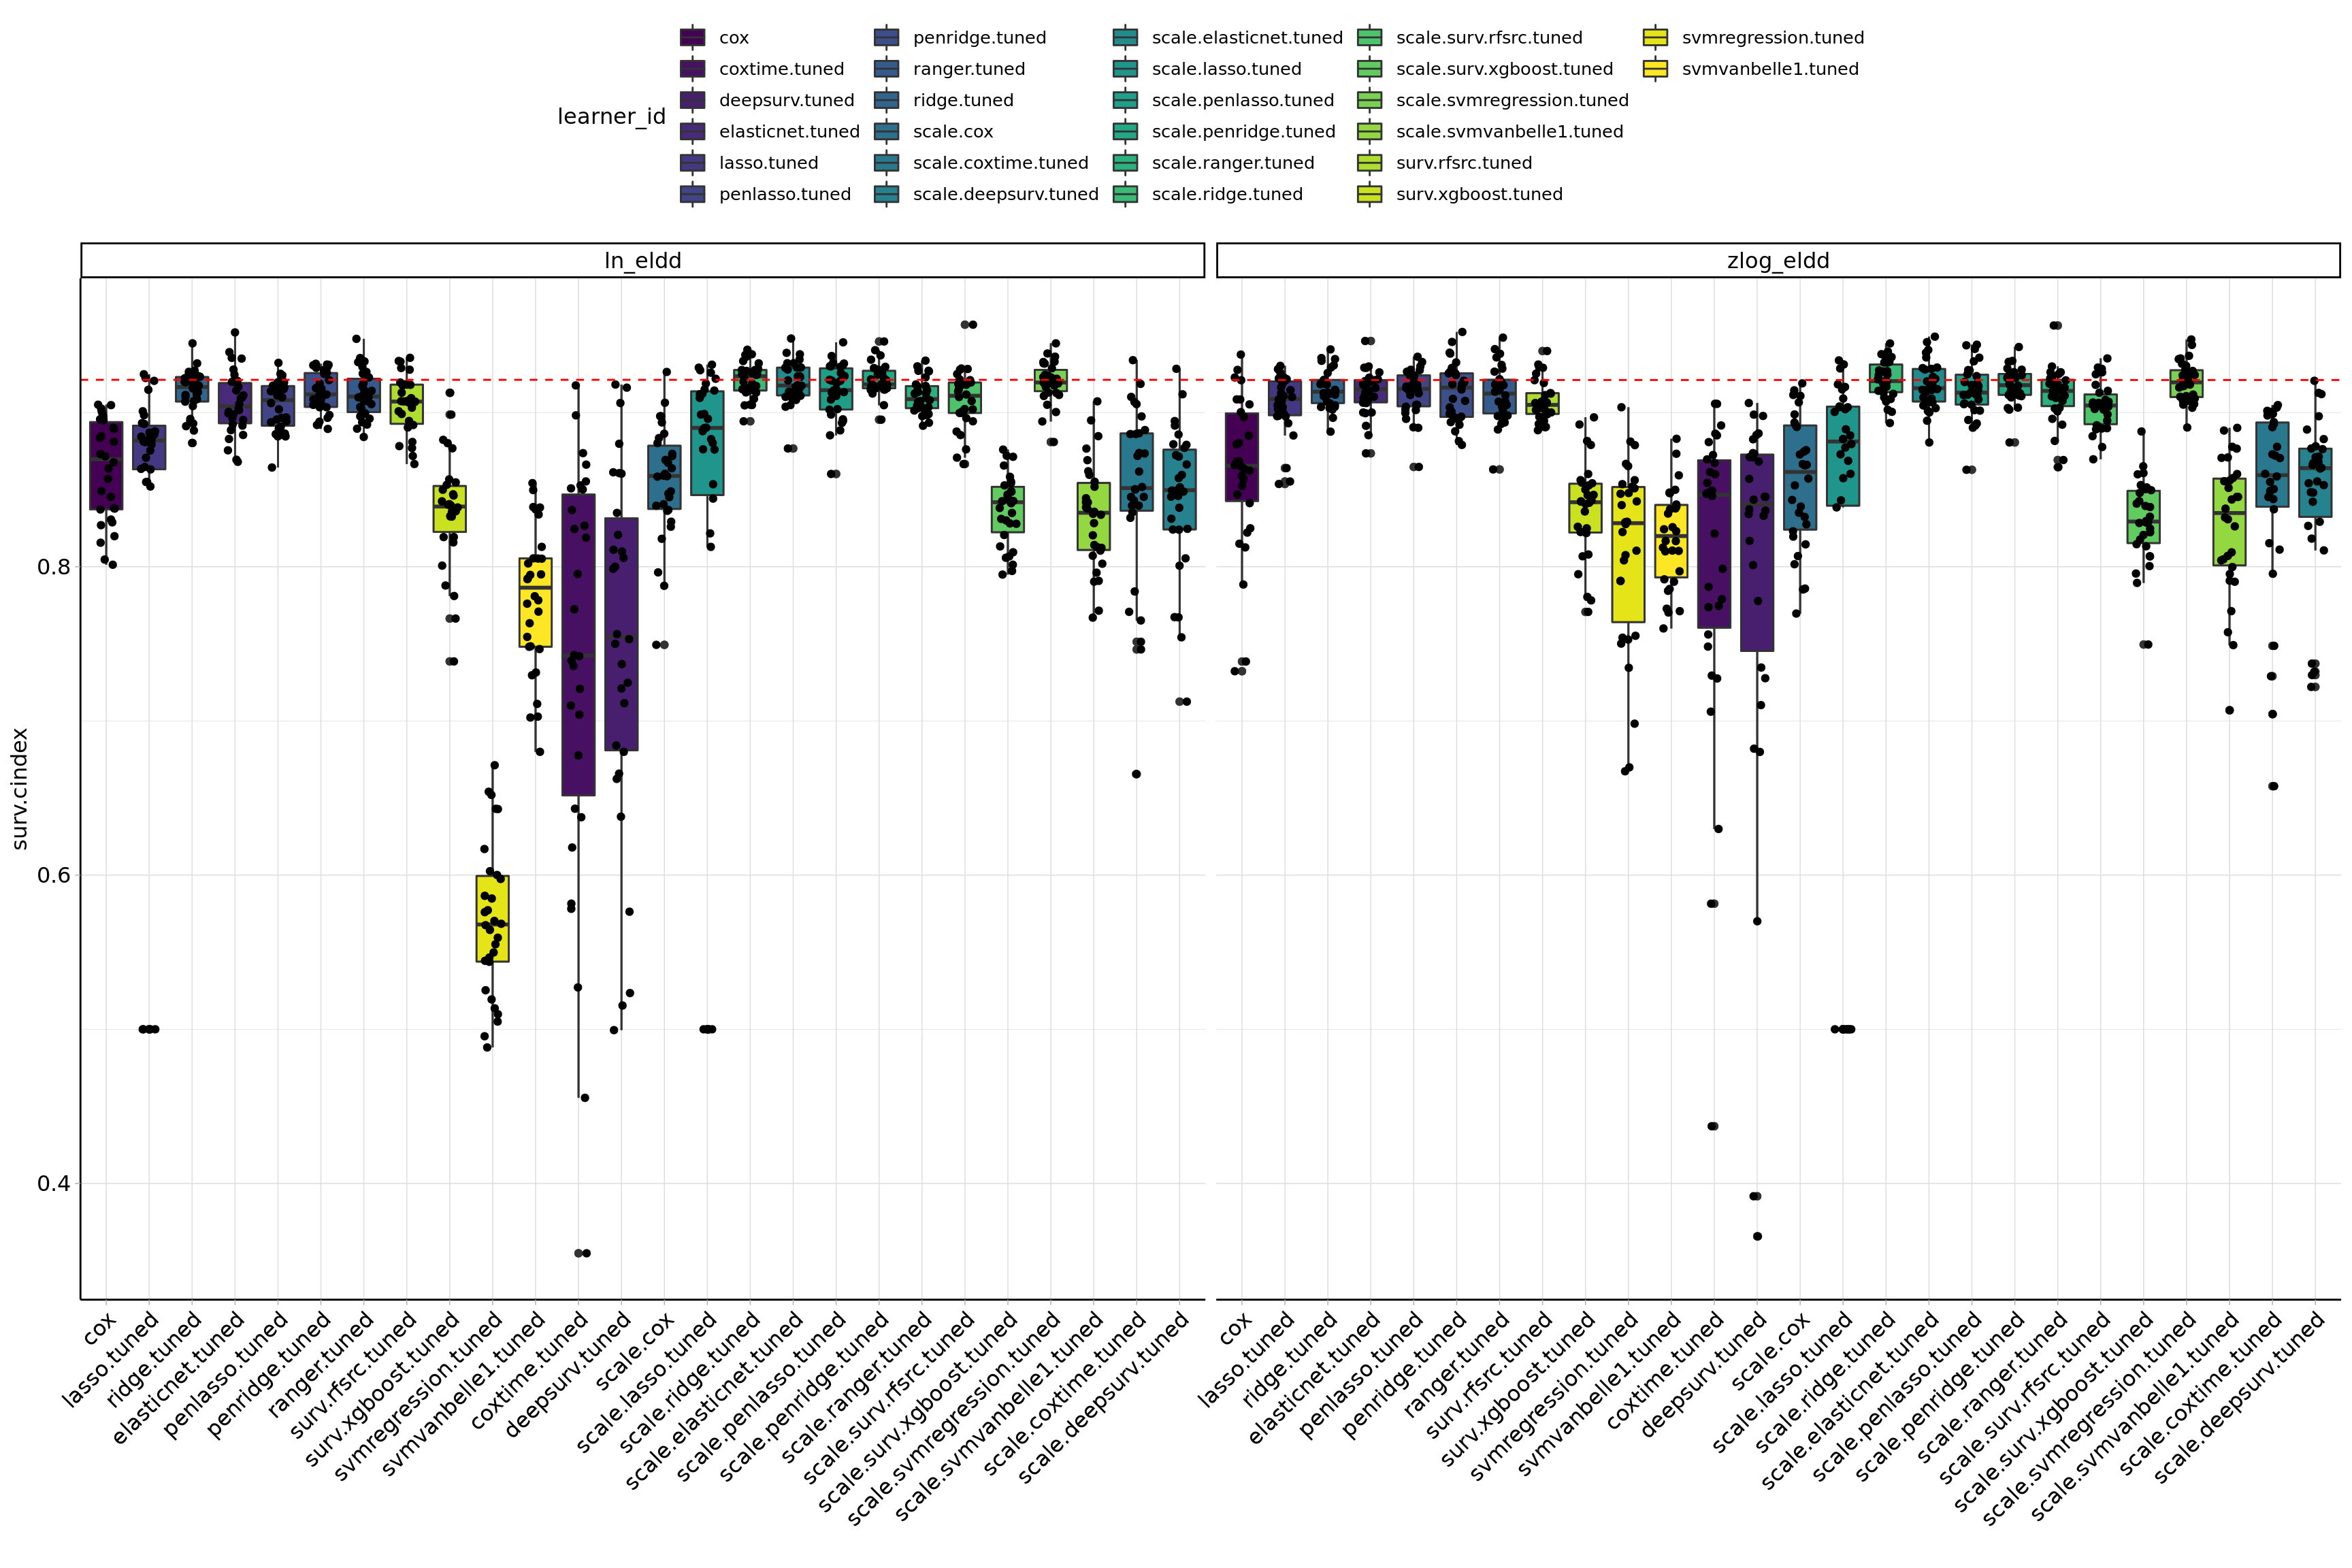 learner_id
cox
coxtime.tuned
deepsurv.tuned
elasticnet.tuned
lasso.tuned
penlasso.tuned
penridge.tuned
ranger.tuned
ridge.tuned
scale.cox
scale.coxtime.tuned
scale.deepsurv.tuned
scale.elasticnet.tuned
scale.lasso.tuned
scale.penlasso.tuned
scale.penridge.tuned
scale.ranger.tuned
scale.ridge.tuned
scale.surv.rfsrc.tuned
scale.surv.xgboost.tuned
scale.svmregression.tuned
scale.svmvanbelle1.tuned
surv.rfsrc.tuned
surv.xgboost.tuned
svmregression.tuned
svmvanbelle1.tuned
ln_eldd
zlog_eldd
surv.cindex
0.8
0.6
0.4
cox
lasso.tuned
ridge.tuned
elasticnet.tuned
penlasso.tuned
penridge.tuned
ranger.tuned
surv.rfsrc.tuned
surv.xgboost.tuned
svmregression.tuned
svmvanbelle1.tuned
coxtime.tuned
deepsurv.tuned
scale.cox
scale.lasso.tuned
scale.ridge.tuned
scale.elasticnet.tuned
scale.penlasso.tuned
scale.penridge.tuned
scale.ranger.tuned
scale.surv.rfsrc.tuned
scale.surv.xgboost.tuned
scale.svmregression.tuned
scale.svmvanbelle1.tuned
scale.coxtime.tuned
scale.deepsurv.tuned
cox
lasso.tuned
ridge.tuned
elasticnet.tuned
penlasso.tuned
penridge.tuned
ranger.tuned
surv.rfsrc.tuned
surv.xgboost.tuned
svmregression.tuned
svmvanbelle1.tuned
coxtime.tuned
deepsurv.tuned
scale.cox
scale.lasso.tuned
scale.ridge.tuned
scale.elasticnet.tuned
scale.penlasso.tuned
scale.penridge.tuned
scale.ranger.tuned
scale.surv.rfsrc.tuned
scale.surv.xgboost.tuned
scale.svmregression.tuned
scale.svmvanbelle1.tuned
scale.coxtime.tuned
scale.deepsurv.tuned